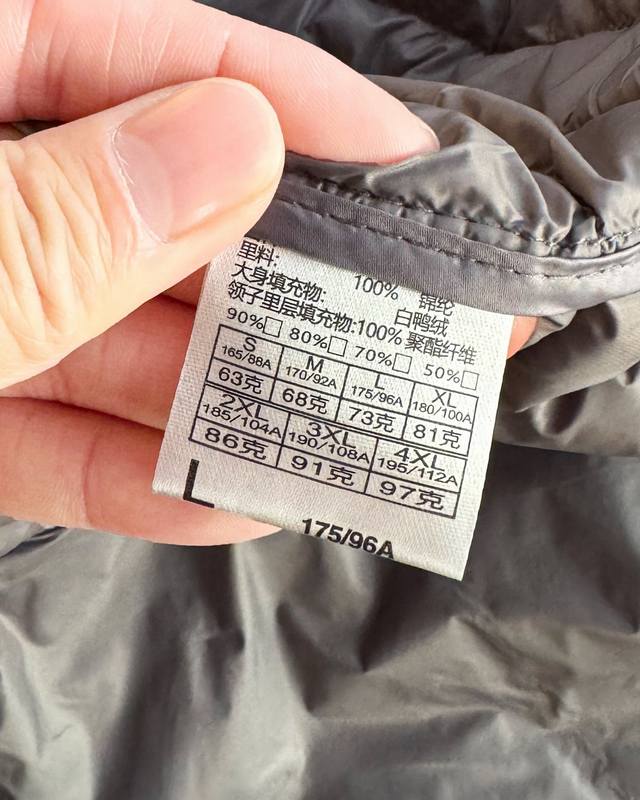 里料: 100% 锦纶
大身填充物: 白鸭绒
领子里层填充物:100% 聚酯纤维
90%□ 80%□ 70%□ 50%□
S M L XL
165/88A 170/92A 175/96A 180/100A
63克 68克 73克 81克
2XL 3XL 4XL
185/104A 190/108A 195/112A
86克 91克 97克
L
175/96A